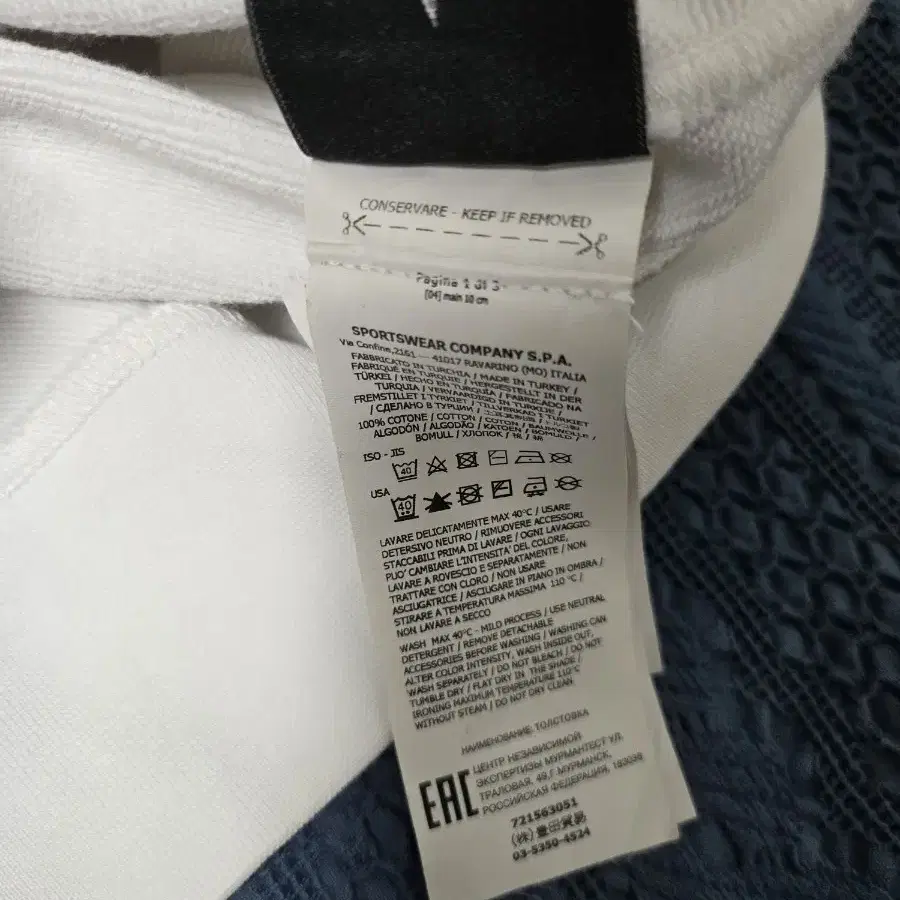 CONSERVARE - KEEP IF REMOVED
Pagina 1 di 3
[04] main 10 cm
SPORTSWEAR COMPANY S.P.A.
Via Confine,2161 --- 41017 RAVARINO (MO) ITALIA
FABBRICATO IN TURCHIA / MADE IN TURKEY /
FABRIQUÉ EN TURQUIE / HERGESTELLT IN DER
TÜRKEI / HECHO EN TURQUÍA / FABRICADO NA
TURQUIA / VERVAARDIGD IN TURKIJE /
FREMSTILLET I TYRKIET / TILLVERKAD I TURKIET
/ СДЕЛАНО В ТУРЦИИ /
100% COTONE / COTTON / COTON / BAUMWOLLE /
ALGODÓN / ALGODÃO / KATOEN / BOMULD /
BOMULL / ХЛОПОК / 棉 / 綿
ISO - JIS
40
USA
40
LAVARE DELICATAMENTE MAX 40°C / USARE
DETERSIVO NEUTRO / RIMUOVERE ACCESSORI
STACCABILI PRIMA DI LAVARE / OGNI LAVAGGIO
PUO' CAMBIARE L'INTENSITA' DEL COLORE,
LAVARE A ROVESCIO E SEPARATAMENTE / NON
TRATTARE CON CLORO / NON USARE
ASCIUGATRICE / ASCIUGARE IN PIANO IN OMBRA /
STIRARE A TEMPERATURA MASSIMA 110 °C /
NON LAVARE A SECCO
WASH MAX 40°C - MILD PROCESS / USE NEUTRAL
DETERGENT / REMOVE DETACHABLE
ACCESSORIES BEFORE WASHING / WASHING CAN
ALTER COLOR INTENSITY, WASH INSIDE OUT,
WASH SEPARATELY / DO NOT BLEACH / DO NOT
TUMBLE DRY / FLAT DRY IN THE SHADE /
IRONING MAXIMUM TEMPERATURE 110°C
WITHOUT STEAM / DO NOT DRY CLEAN
НАИМЕНОВАНИЕ: ТОЛСТОВКА
EAC
ЦЕНТР НЕЗАВИСИМОЙ
ЭКСПЕРТИЗЫ МУРМАНТЕСТ УЛ.
ТРАЛОВАЯ, 49,Г.МУРМАНСК,
РОССИЙСКАЯ ФЕДЕРАЦИЯ, 183038
721563051
(株)豊田貿易
03-5350-4524